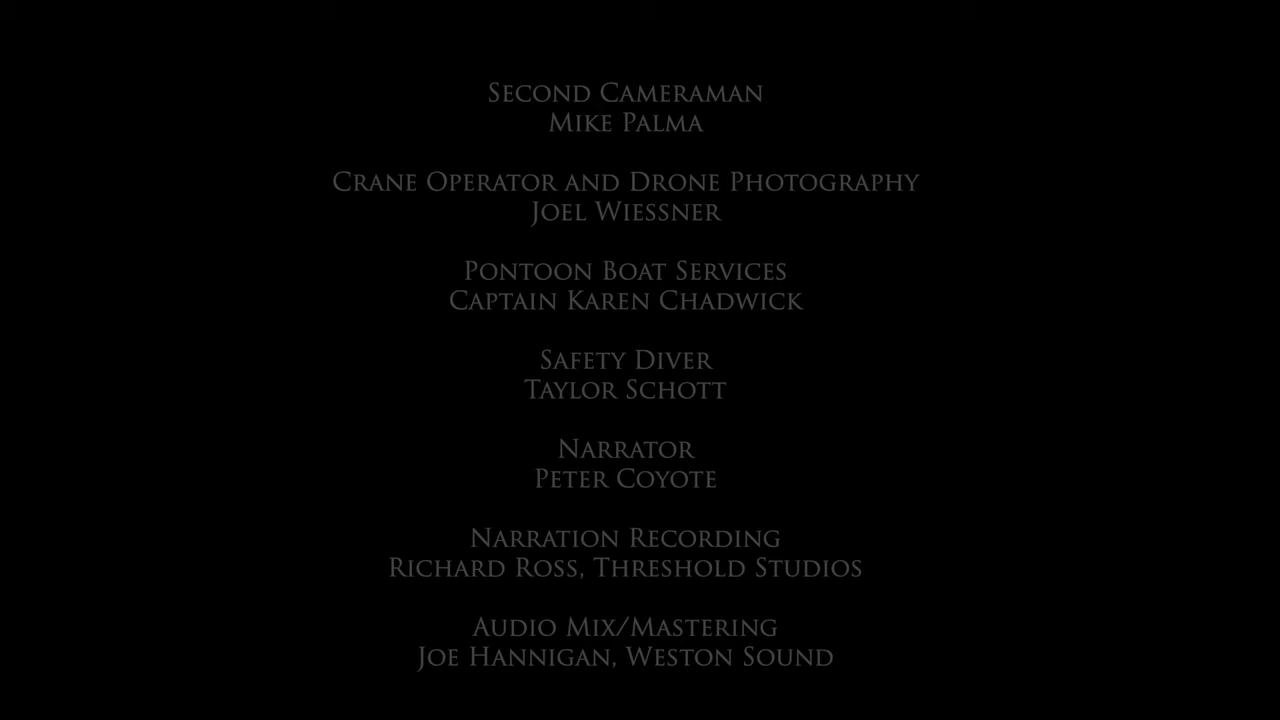 Second Cameraman
Mike Palma
Crane Operator and Drone Photography
Joel Wiessner
Pontoon Boat Services
Captain Karen Chadwick
Safety Diver
Taylor Schott
Narrator
Peter Coyote
Narration Recording
Richard Ross, Threshold Studios
Audio Mix/Mastering
Joe Hannigan, Weston Sound